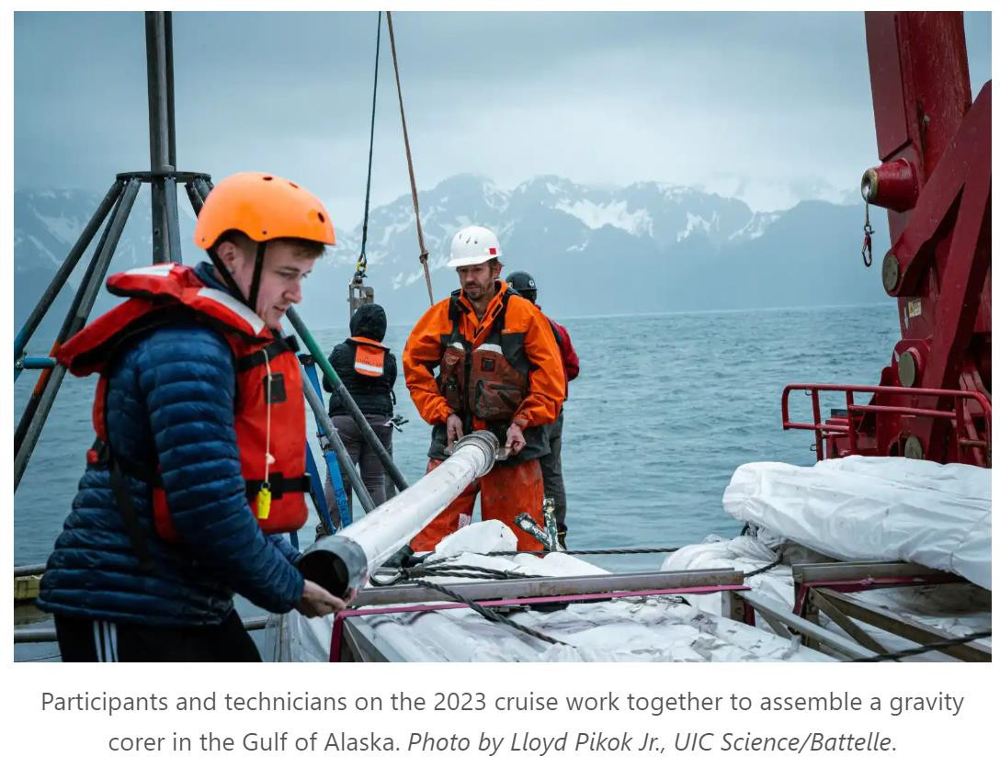 Participants and technicians on the 2023 cruise work together to assemble a gravity
corer in the Gulf of Alaska. Photo by Lloyd Pikok Jr., UIC Science/Battelle.